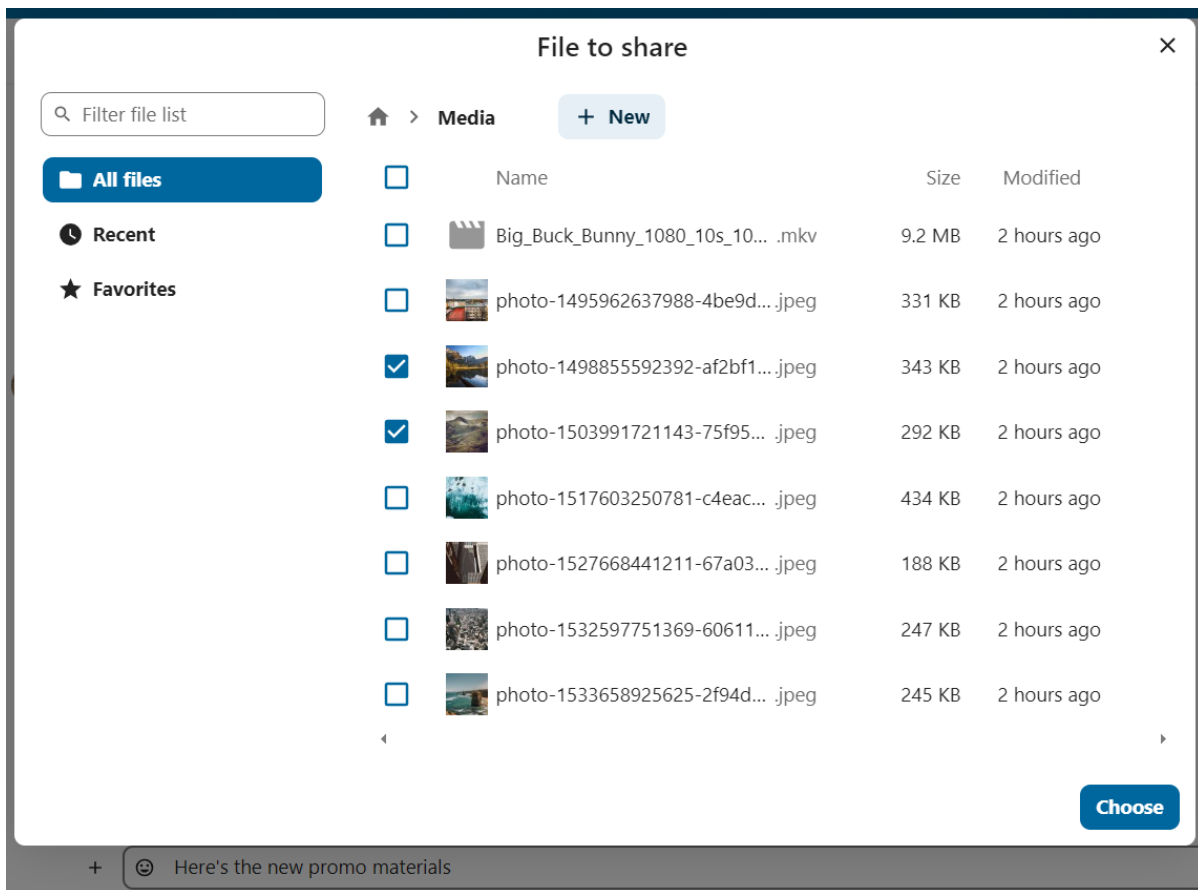 File to share
Filter file list
Media
+ New
All files
Recent
Favorites
Name Size Modified
Big_Buck_Bunny_1080_10s_10... .mkv 9.2 MB 2 hours ago
photo-1495962637988-4be9d... .jpeg 331 KB 2 hours ago
photo-1498855592392-af2bf1... .jpeg 343 KB 2 hours ago
photo-1503991721143-75f95... .jpeg 292 KB 2 hours ago
photo-1517603250781-c4eac... .jpeg 434 KB 2 hours ago
photo-1527668441211-67a03... .jpeg 188 KB 2 hours ago
photo-1532597751369-60611... .jpeg 247 KB 2 hours ago
photo-1533658925625-2f94d... .jpeg 245 KB 2 hours ago
Choose
Here's the new promo materials